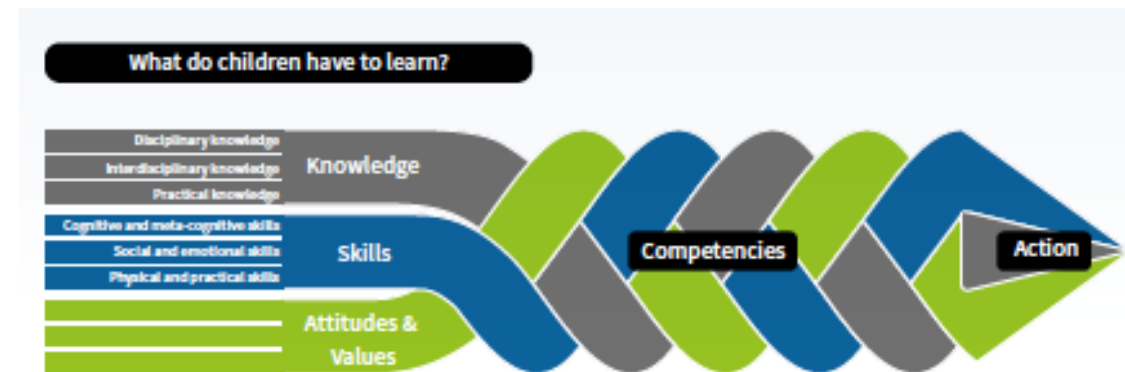 What do children have to learn?
Disciplinary knowledge
Interdisciplinary knowledge
Practical knowledge
Knowledge
Cognitive and meta-cognitive skills
Social and emotional skills
Physical and practical skills
Skills
Attitudes &
Values
Competencies
Action